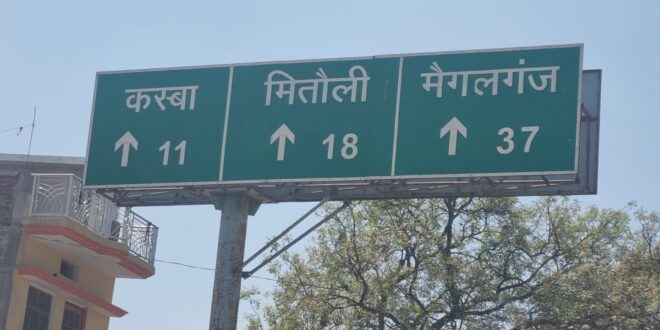 कस्बा
↑ 11
मितौली
↑ 18
मैगलगंज
↑ 37